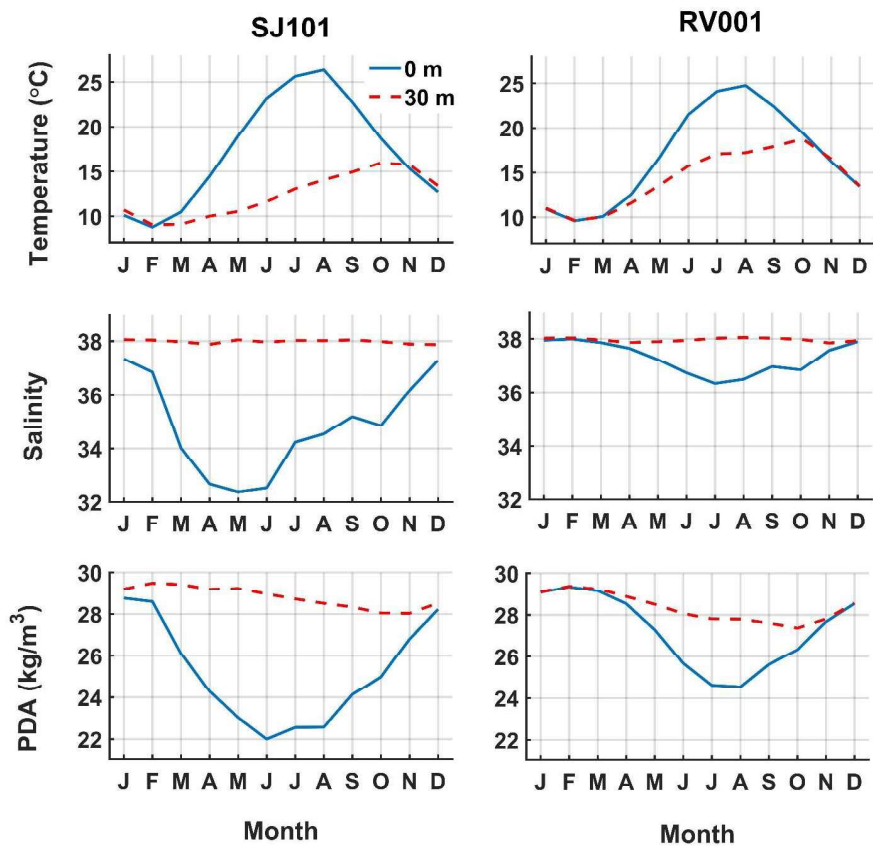 SJ101
RV001
Temperature (°C)
25
20
15
10
0 m
30 m
J F M A M J J A S O N D
25
20
15
10
J F M A M J J A S O N D
Salinity
38
36
34
32
J F M A M J J A S O N D
38
36
34
32
J F M A M J J A S O N D
PDA (kg/m³)
30
28
26
24
22
J F M A M J J A S O N D
30
28
26
24
22
J F M A M J J A S O N D
Month
Month